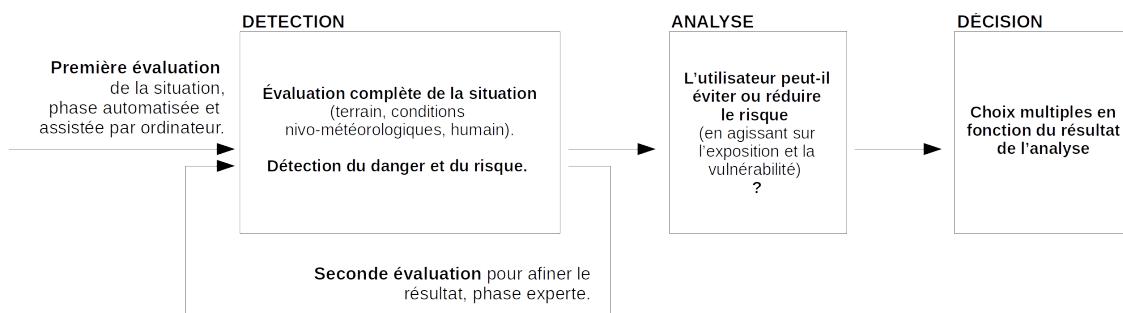 DETECTION
ANALYSE
DÉCISION
Première évaluation
de la situation,
phase automatisée et
assistée par ordinateur.
Évaluation complète de la situation
(terrain, conditions
nivo-météorologiques, humain).
Détection du danger et du risque.
L'utilisateur peut-il
éviter ou réduire
le risque
(en agissant sur
l'exposition et la
vulnérabilité)
?
Choix multiples en
fonction du résultat
de l'analyse
Seconde évaluation pour afiner le
résultat, phase experte.